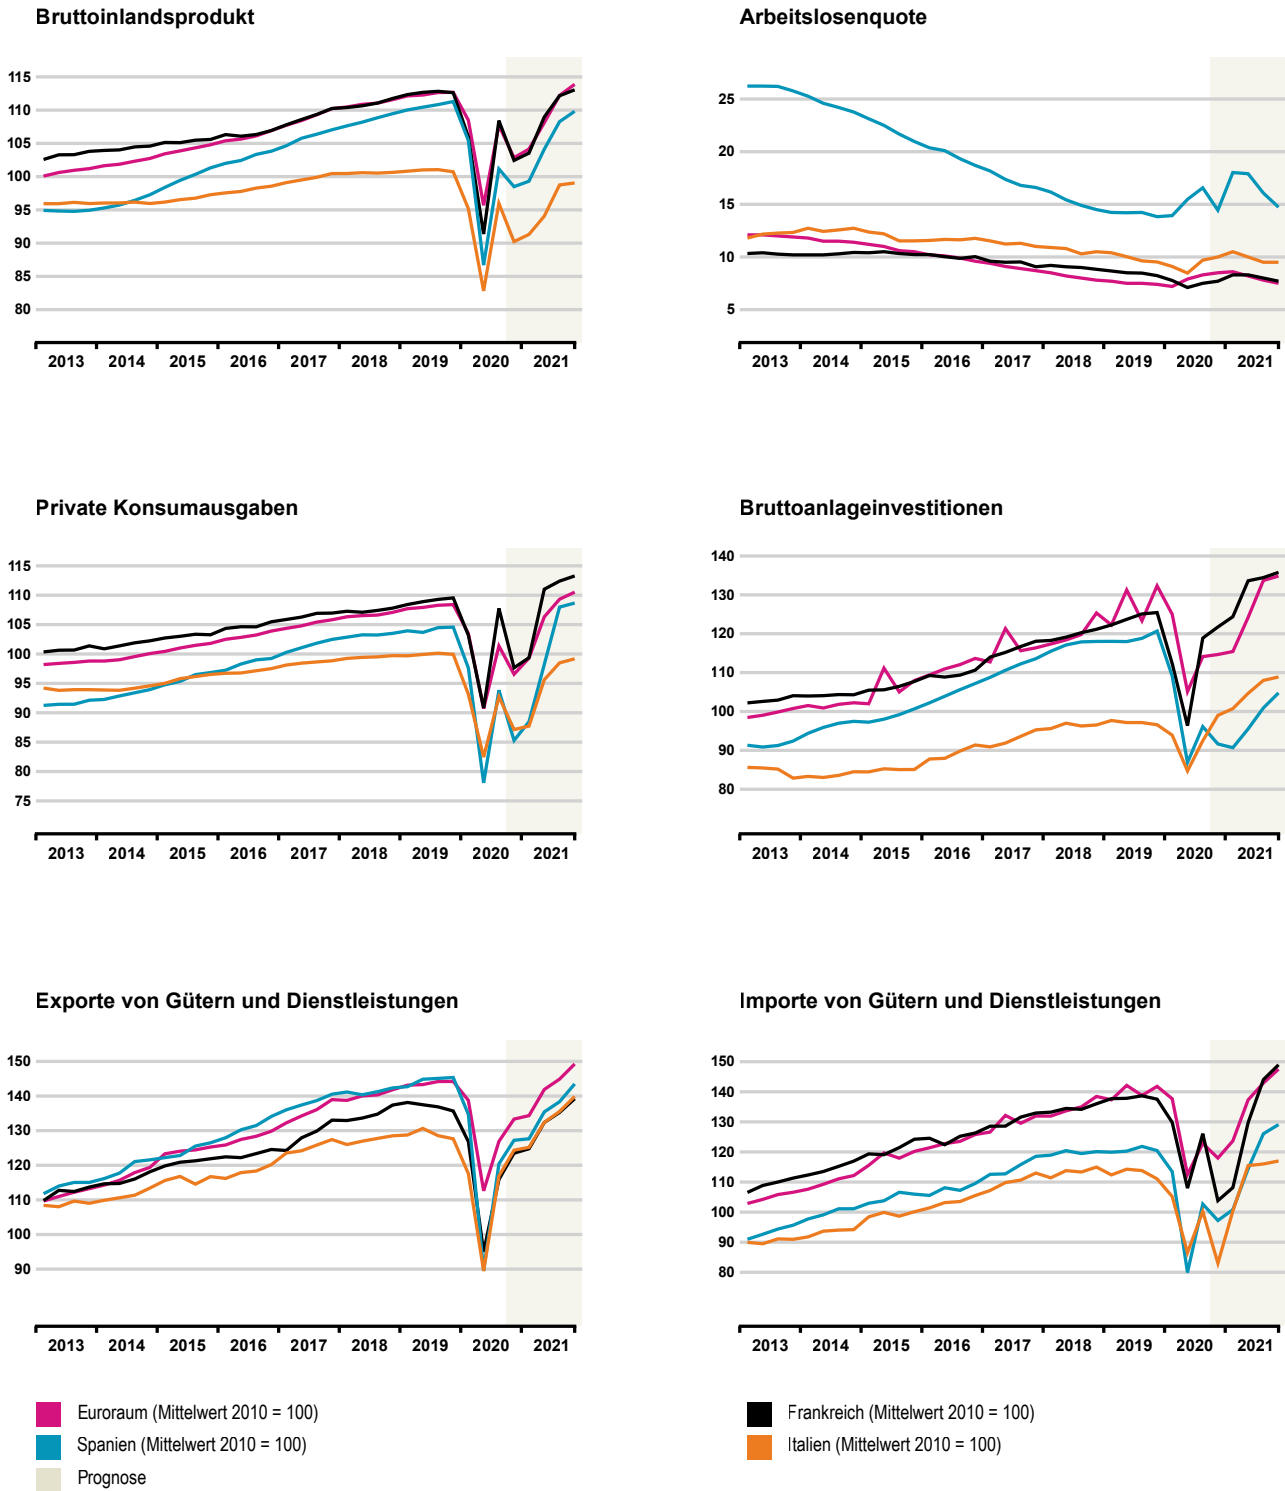 Bruttoinlandsprodukt
115
110
105
100
95
90
85
80
2013 2014 2015 2016 2017 2018 2019 2020 2021
Arbeitslosenquote
25
20
15
10
5
2013 2014 2015 2016 2017 2018 2019 2020 2021
Private Konsumausgaben
115
110
105
100
95
90
85
80
75
2013 2014 2015 2016 2017 2018 2019 2020 2021
Bruttoanlageinvestitionen
140
130
120
110
100
90
80
2013 2014 2015 2016 2017 2018 2019 2020 2021
Exporte von Gütern und Dienstleistungen
150
140
130
120
110
100
90
2013 2014 2015 2016 2017 2018 2019 2020 2021
Importe von Gütern und Dienstleistungen
150
140
130
120
110
100
90
80
2013 2014 2015 2016 2017 2018 2019 2020 2021
Euroraum (Mittelwert 2010 = 100)
Spanien (Mittelwert 2010 = 100)
Prognose
Frankreich (Mittelwert 2010 = 100)
Italien (Mittelwert 2010 = 100)